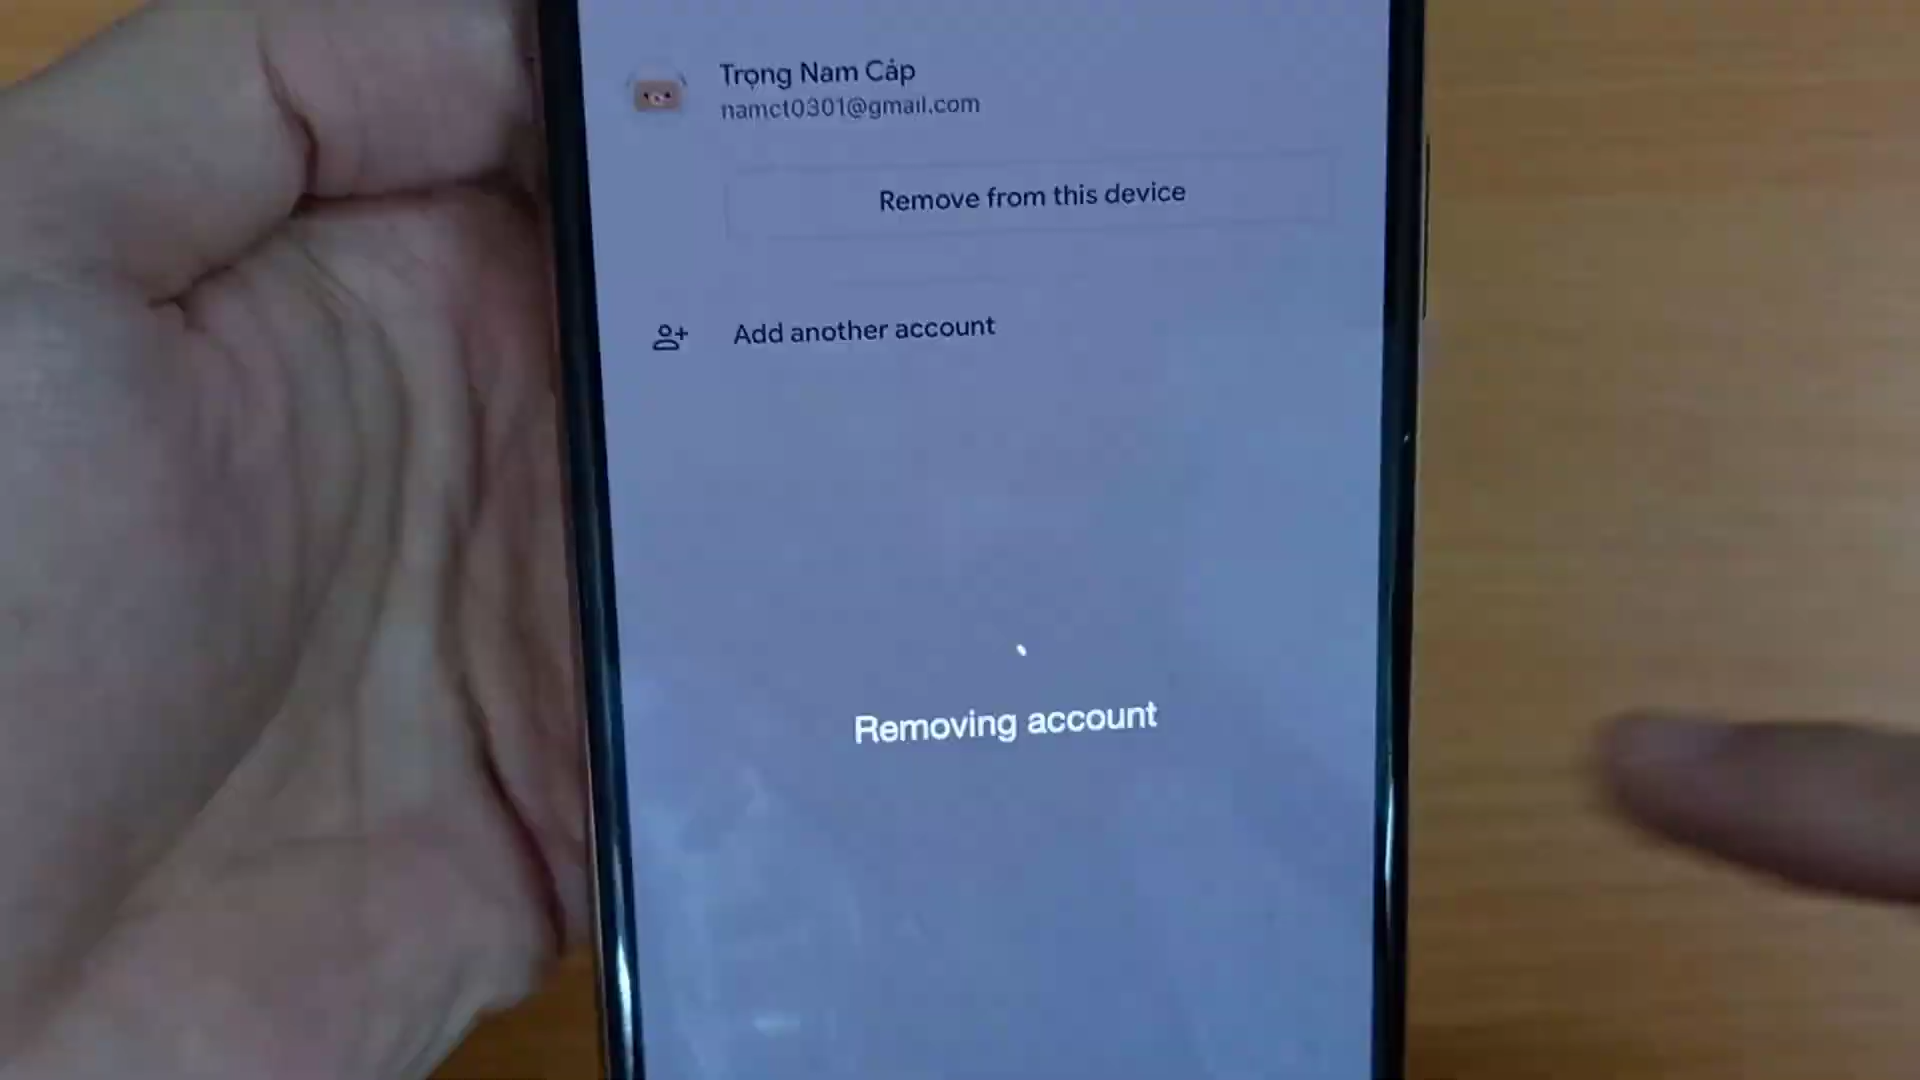 Trọng Nam Cáp
namct0301@gmail.com
Remove from this device
Add another account
Removing account